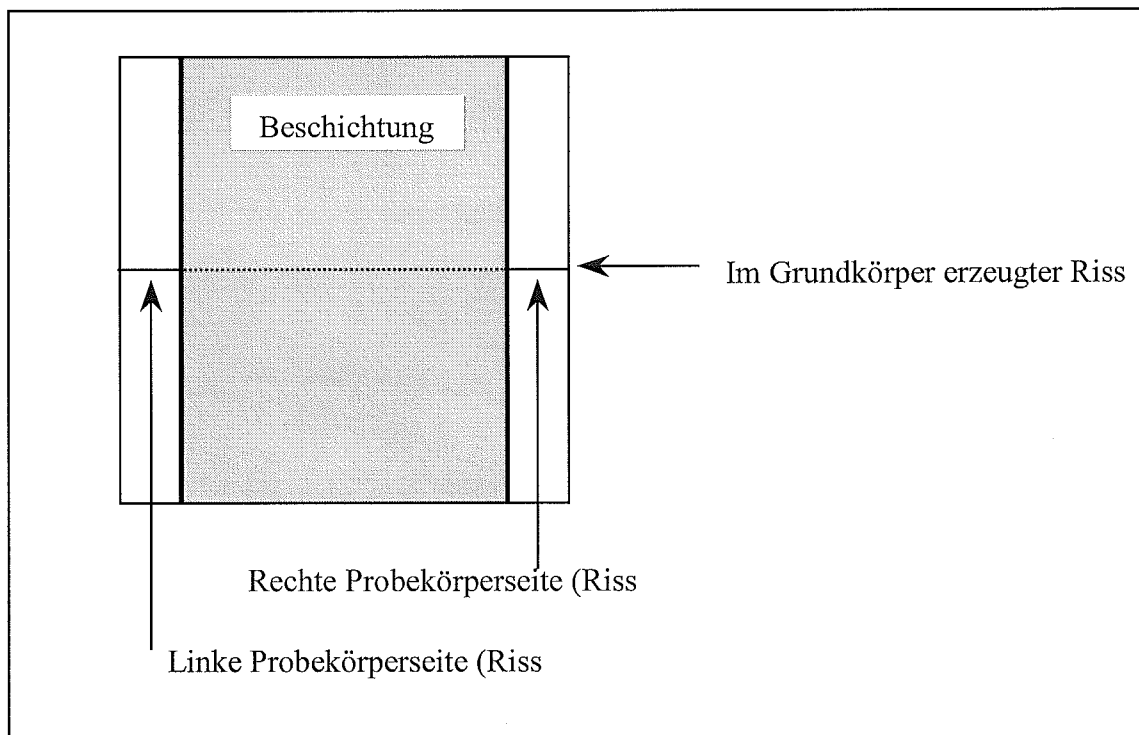 Beschichtung
Im Grundkörper erzeugter Riss
Rechte Probekörperseite (Riss
Linke Probekörperseite (Riss